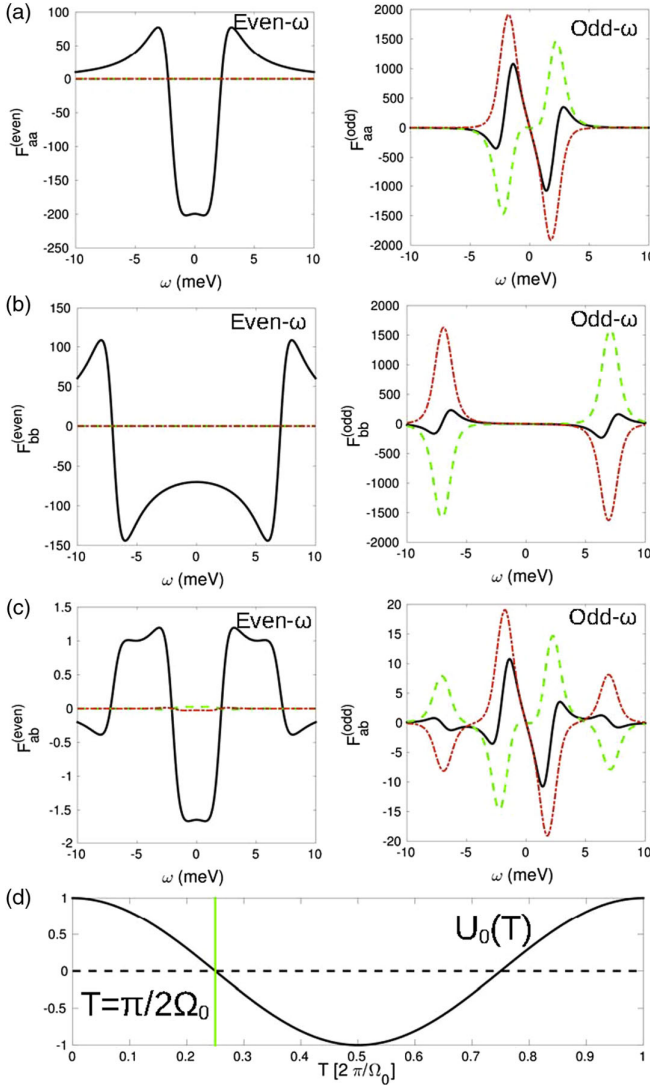 (a)
Even-ω
100
50
0
-50
-100
-150
-200
-250
F_aa^(even)
-10 -5 0 5 10
ω (meV)
Odd-ω
2000
1500
1000
500
0
-500
1000
1500
2000
F_aa^(odd)
-10 -5 0 5 10
ω (meV)
(b)
Even-ω
150
100
50
0
-50
-100
-150
F_bb^(even)
-10 -5 0 5 10
ω (meV)
Odd-ω
2000
1500
1000
500
0
-500
1000
1500
2000
F_bb^(odd)
-10 -5 0 5 10
ω (meV)
(c)
Even-ω
1.5
1
0.5
0
-0.5
-1
-1.5
-2
F_ab^(even)
-10 -5 0 5 10
ω (meV)
Odd-ω
20
15
10
5
0
-5
-10
-15
-20
F_ab^(odd)
-10 -5 0 5 10
ω (meV)
(d)
1
0.5
0
-0.5
-1
U₀(T)
T=π/2Ω₀
0 0.1 0.2 0.3 0.4 0.5 0.6 0.7 0.8 0.9 1
T [2 π/Ω₀]